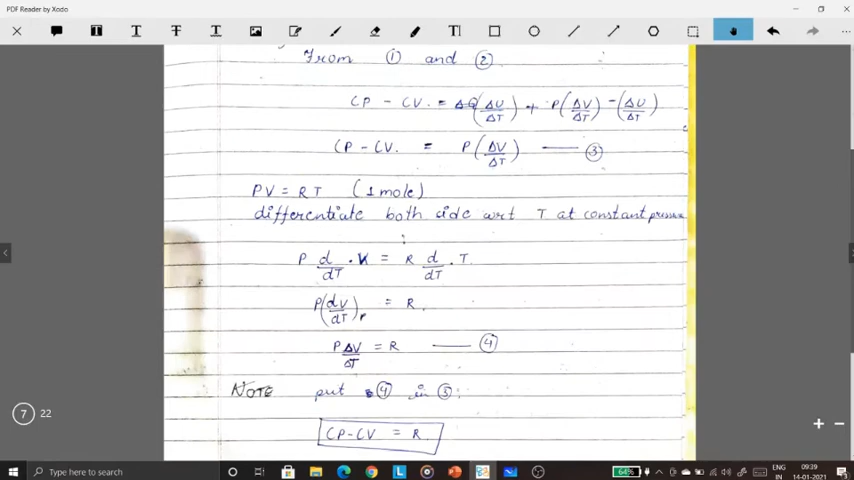 PDF Reader by Xodo
From ① and ②
CP - CV. = (ΔU/ΔT) + P(ΔV/ΔT) - (ΔU/ΔT)
CP - CV. = P(ΔV/ΔT) — ③
PV = RT (1 mole)
differentiate both side wrt T at constant pressure
P d/dT . V = R d/dT . T
P(dV/dT)P = R.
P ΔV/ΔT = R — ④
NOTE put ④ in ③:
CP-CV = R.
7 22
Type here to search
64%
ENG
IN
09:39
14-01-2021